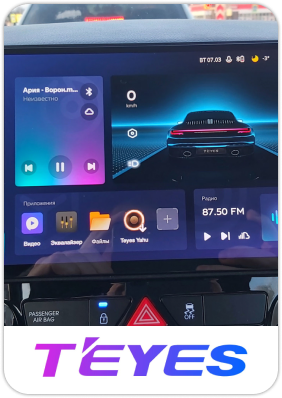 ВТ 07.03
-3°
Ария - Ворон.т...
Неизвестно
0
km/h
TEYES
Приложения
Видео
Эквалайзер
Файлы
Teyes Yahu
Радио
87.50 FM
PASSENGER
AIR BAG
OFF
TEYES